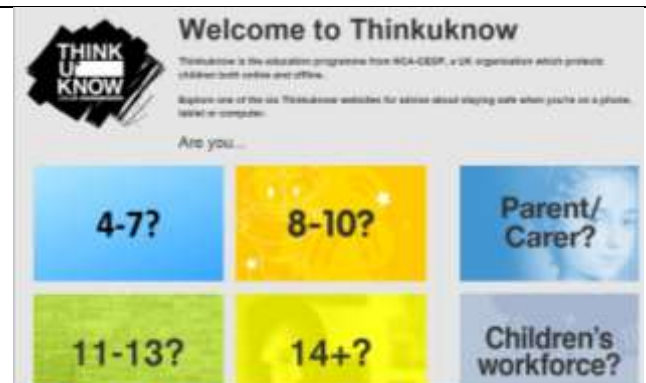 THINK
U
KNOW
Welcome to Thinkuknow
Thinkuknow is the education programme from NCA-CEOP, a UK organisation which protects
children both online and offline.
Explore one of the six Thinkuknow websites for advice about staying safe when you're on a phone,
tablet or computer.
Are you...
4-7?
8-10?
Parent/
Carer?
11-13?
14+?
Children's
workforce?